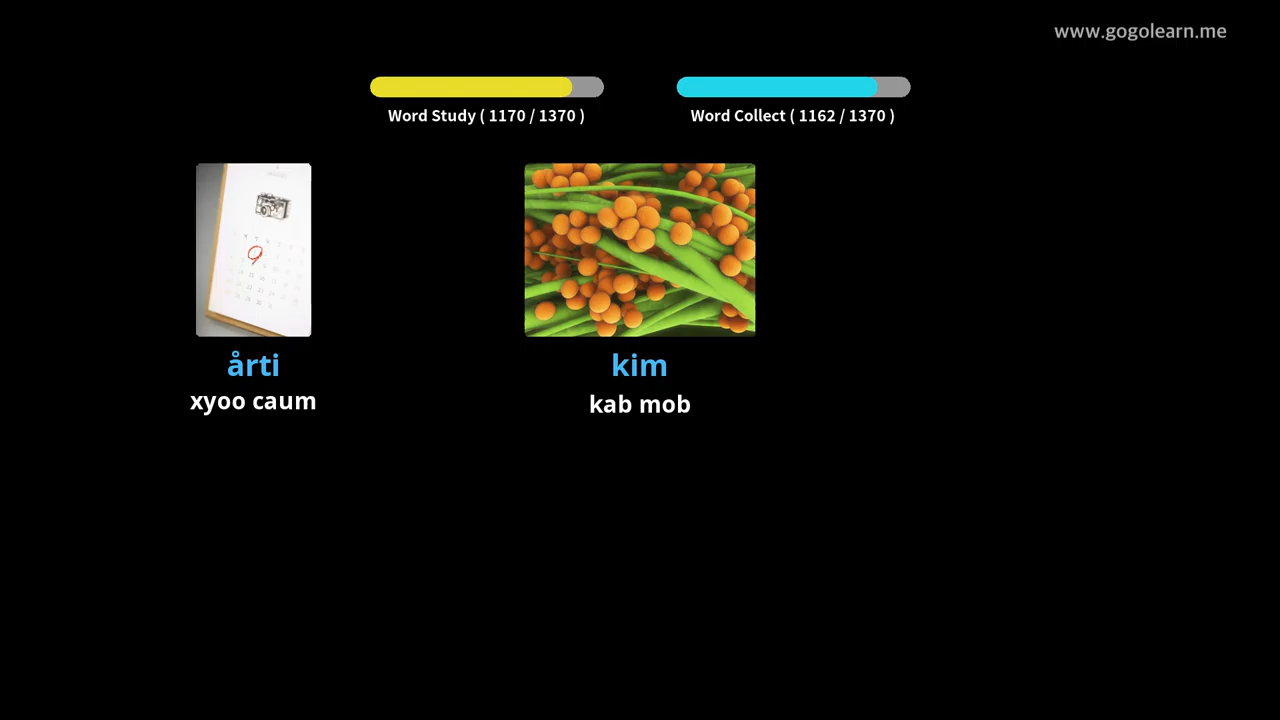 www.gogolearn.me
Word Study ( 1170 / 1370 )
Word Collect ( 1162 / 1370 )
årti
kim
xyoo caum
kab mob